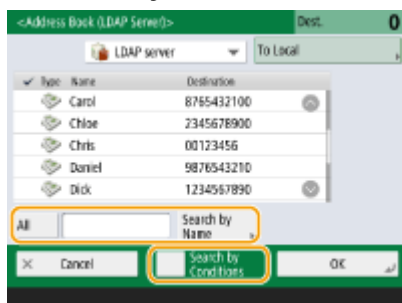 <Address Book (LDAP Server)> Dest. 0
LDAP server To Local
Type Name Destination
Carol 8765432100
Chloe 2345678900
Chris 00123456
Daniel 9876543210
Dick 1234567890
All Search by
Name
Cancel Search by
Conditions OK